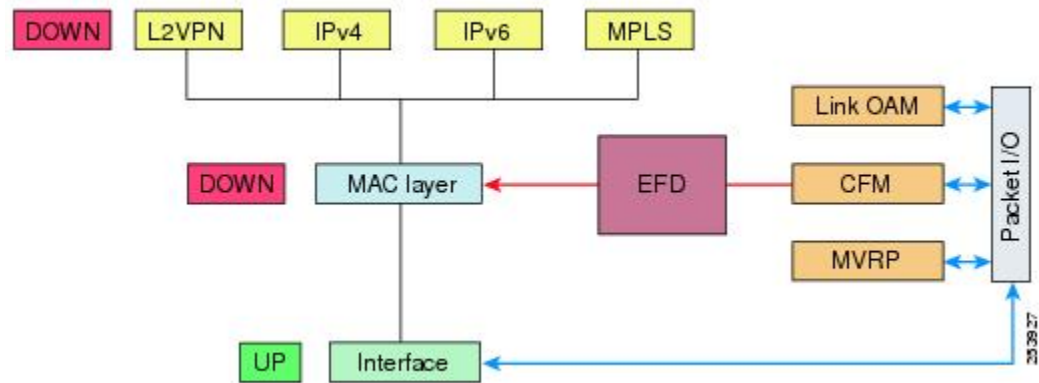 DOWN L2VPN IPv4 IPv6 MPLS
Link OAM
DOWN MAC layer EFD CFM
Packet I/O
MVRP
UP Interface
253927